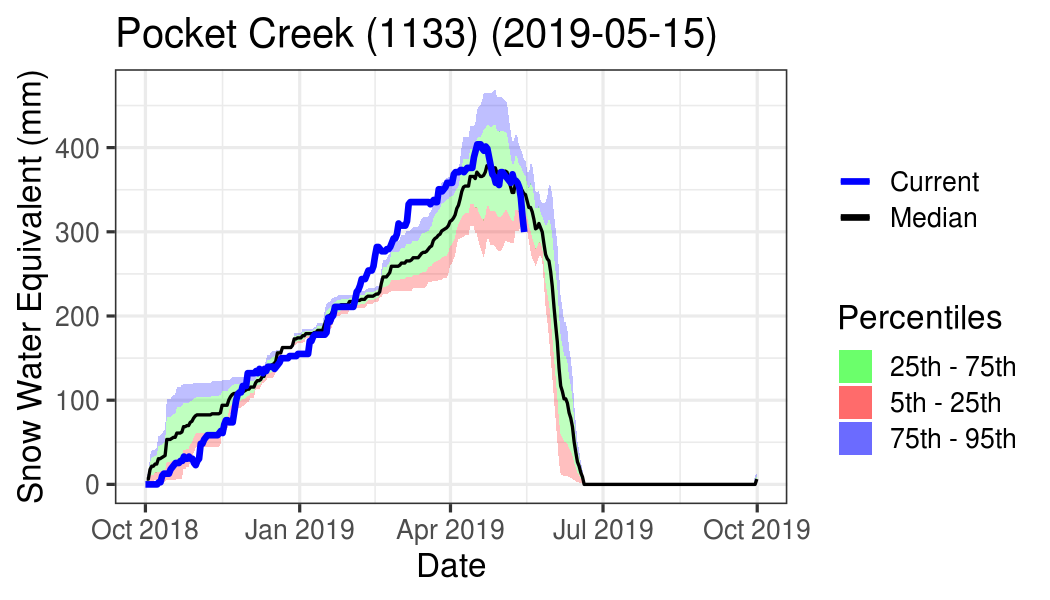 Pocket Creek (1133) (2019-05-15)
Snow Water Equivalent (mm)
400
300
200
100
0
Oct 2018
Jan 2019
Apr 2019
Jul 2019
Oct 2019
Date
Current
Median
Percentiles
25th - 75th
5th - 25th
75th - 95th